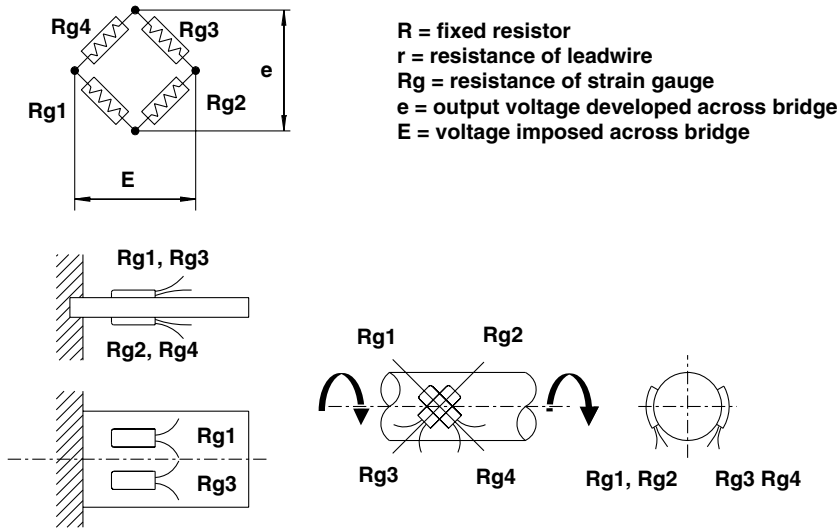 Rg4
Rg3
e
Rg1
Rg2
E
R = fixed resistor
r = resistance of leadwire
Rg = resistance of strain gauge
e = output voltage developed across bridge
E = voltage imposed across bridge
Rg1, Rg3
Rg2, Rg4
Rg1
Rg3
Rg1
Rg2
Rg3
Rg4
Rg1, Rg2
Rg3 Rg4